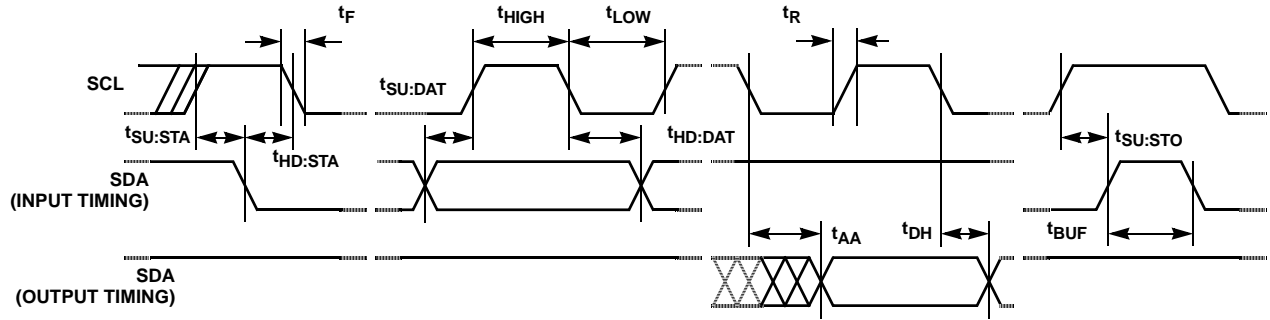 tF
tHIGH
tLOW
tR
SCL
tSU:DAT
tSU:STA
tHD:STA
tHD:DAT
tSU:STO
SDA
(INPUT TIMING)
tAA
tDH
tBUF
SDA
(OUTPUT TIMING)